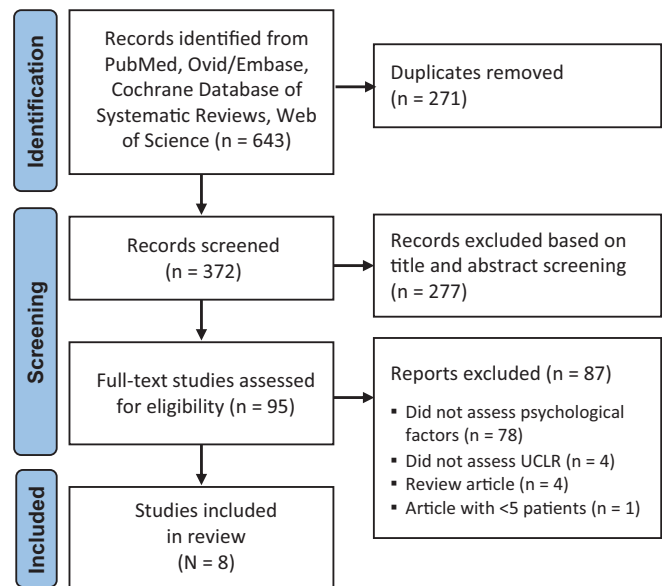 Identification
Records identified from
PubMed, Ovid/Embase,
Cochrane Database of
Systematic Reviews, Web
of Science (n = 643)
Duplicates removed
(n = 271)
Screening
Records screened
(n = 372)
Records excluded based on
title and abstract screening
(n = 277)
Full-text studies assessed
for eligibility (n = 95)
Reports excluded (n = 87)
▪ Did not assess psychological
factors (n = 78)
▪ Did not assess UCLR (n = 4)
▪ Review article (n = 4)
▪ Article with <5 patients (n = 1)
Included
Studies included
in review
(N = 8)